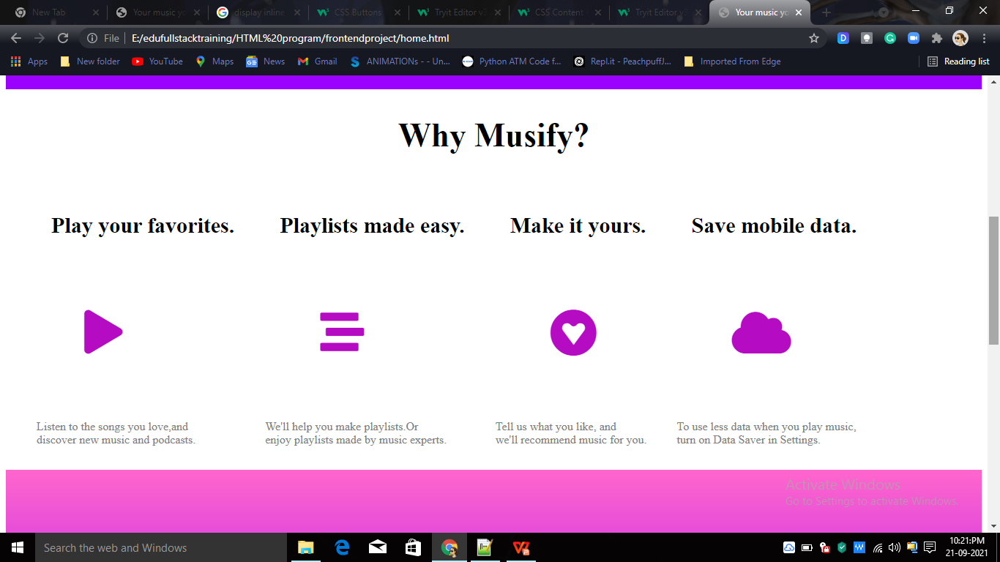 New Tab
Your music yo
display inline
CSS Buttons
Tryit Editor v3
CSS Content
Tryit Editor v3
Your music yo
File
E:/edufullstacktraining/HTML%20program/frontendproject/home.html
Apps
New folder
YouTube
Maps
News
Gmail
ANIMATIONs - - Un...
Python ATM Code f...
Repl.it - PeachpuffJ...
Imported From Edge
Reading list
Why Musify?
Play your favorites.
Playlists made easy.
Make it yours.
Save mobile data.
Listen to the songs you love,and
discover new music and podcasts.
We'll help you make playlists.Or
enjoy playlists made by music experts.
Tell us what you like, and
we'll recommend music for you.
To use less data when you play music,
turn on Data Saver in Settings.
Activate Windows
Go to Settings to activate Windows.
Search the web and Windows
10:21:PM
21-09-2021